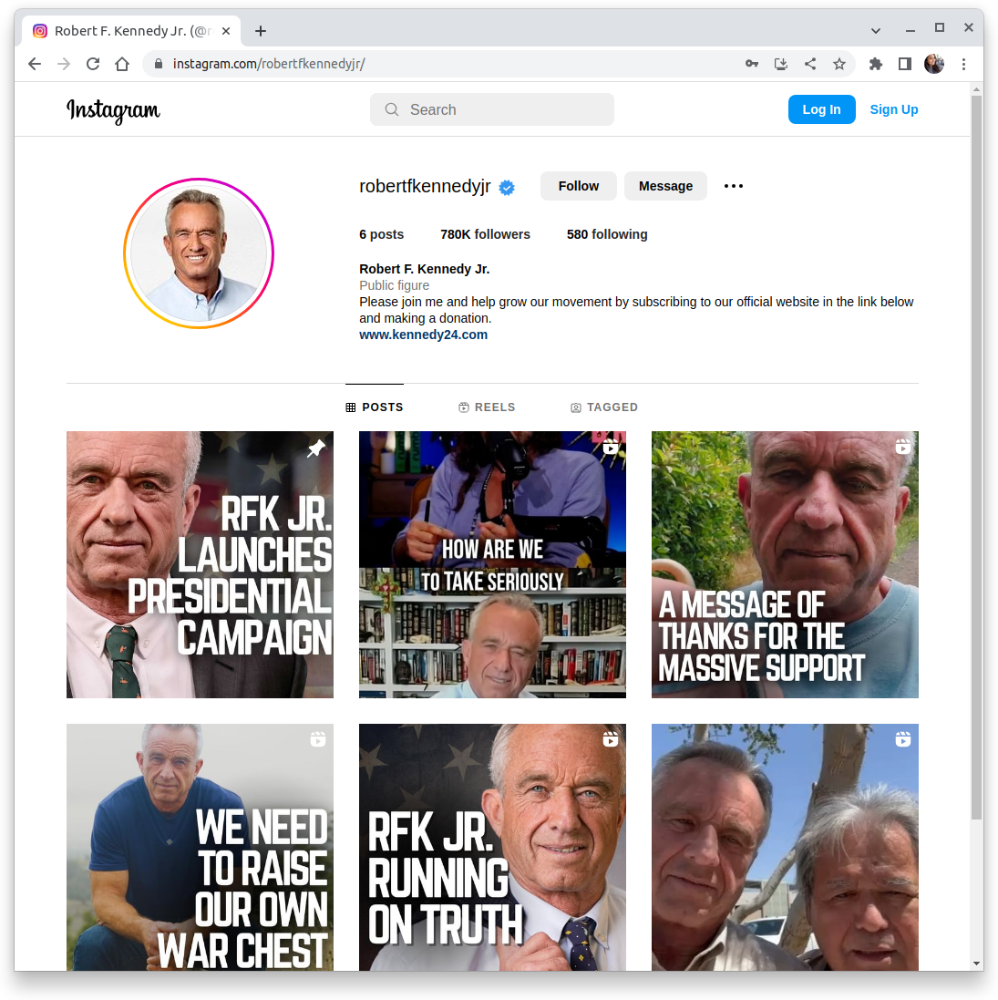 Robert F. Kennedy Jr. (@r
instagram.com/robertfkennedyjr/
Instagram
Search
Log In
Sign Up
robertfkennedyjr
Follow
Message
6 posts
780K followers
580 following
Robert F. Kennedy Jr.
Public figure
Please join me and help grow our movement by subscribing to our official website in the link below
and making a donation.
www.kennedy24.com
POSTS
REELS
TAGGED
RFK JR.
LAUNCHES
PRESIDENTIAL
CAMPAIGN
HOW ARE WE
TO TAKE SERIOUSLY
A MESSAGE OF
THANKS FOR THE
MASSIVE SUPPORT
WE NEED
TO RAISE
OUR OWN
WAR CHEST
RFK JR.
RUNNING
ON TRUTH